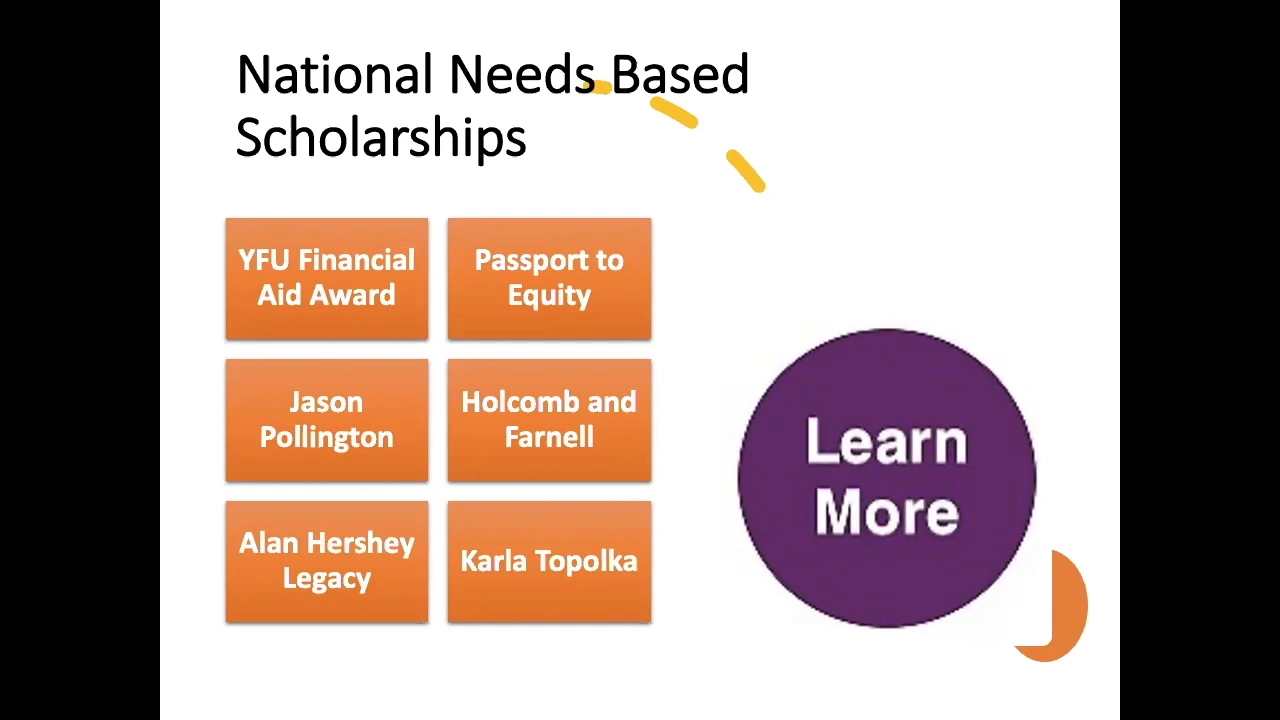 National Needs Based
Scholarships
YFU Financial
Aid Award
Passport to
Equity
Jason
Pollington
Holcomb and
Farnell
Alan Hershey
Legacy
Karla Topolka
Learn
More